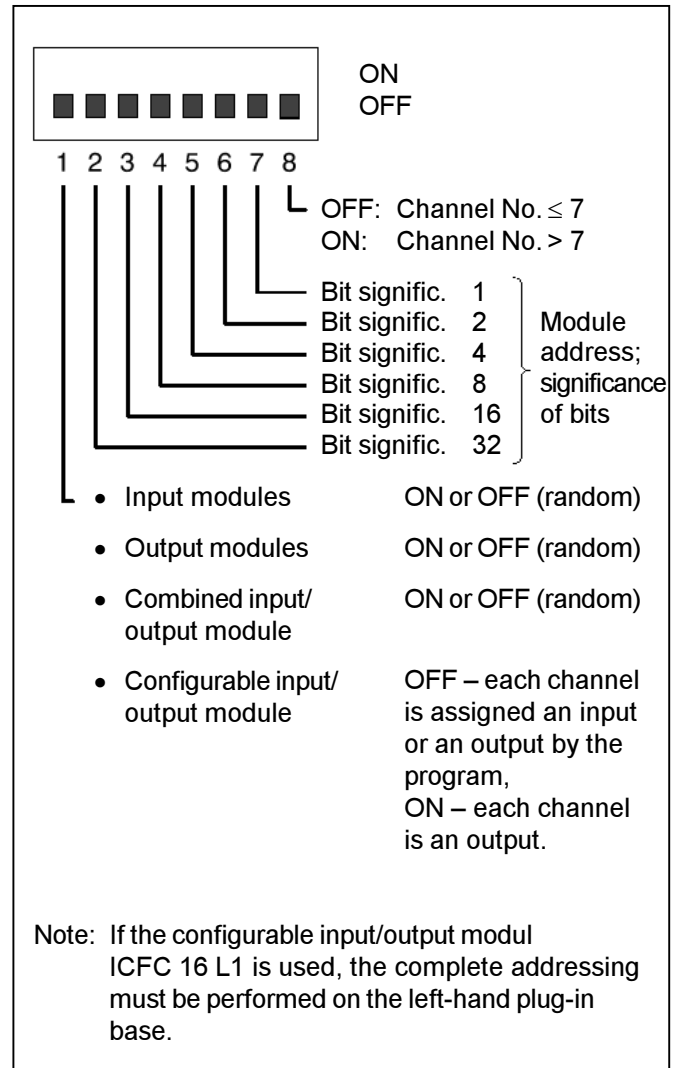 ON
OFF
1 2 3 4 5 6 7 8
OFF: Channel No. ≤ 7
ON: Channel No. > 7
Bit signific. 1
Bit signific. 2
Bit signific. 4
Bit signific. 8
Bit signific. 16
Bit signific. 32
Module
address;
significance
of bits
• Input modules ON or OFF (random)
• Output modules ON or OFF (random)
• Combined input/ ON or OFF (random)
output module
• Configurable input/ OFF – each channel
output module is assigned an input
or an output by the
program,
ON – each channel
is an output.
Note: If the configurable input/output modul
ICFC 16 L1 is used, the complete addressing
must be performed on the left-hand plug-in
base.